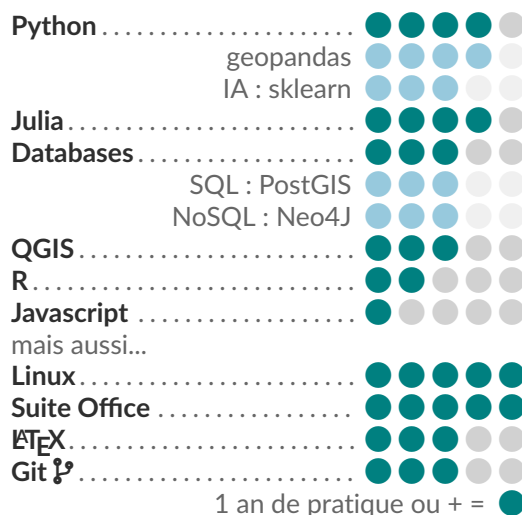 Python
geopandas
IA : sklearn
Julia
Databases
SQL : PostGIS
NoSQL : Neo4J
QGIS
R
Javascript
mais aussi...
Linux
Suite Office
LATEX
Git
1 an de pratique ou + =